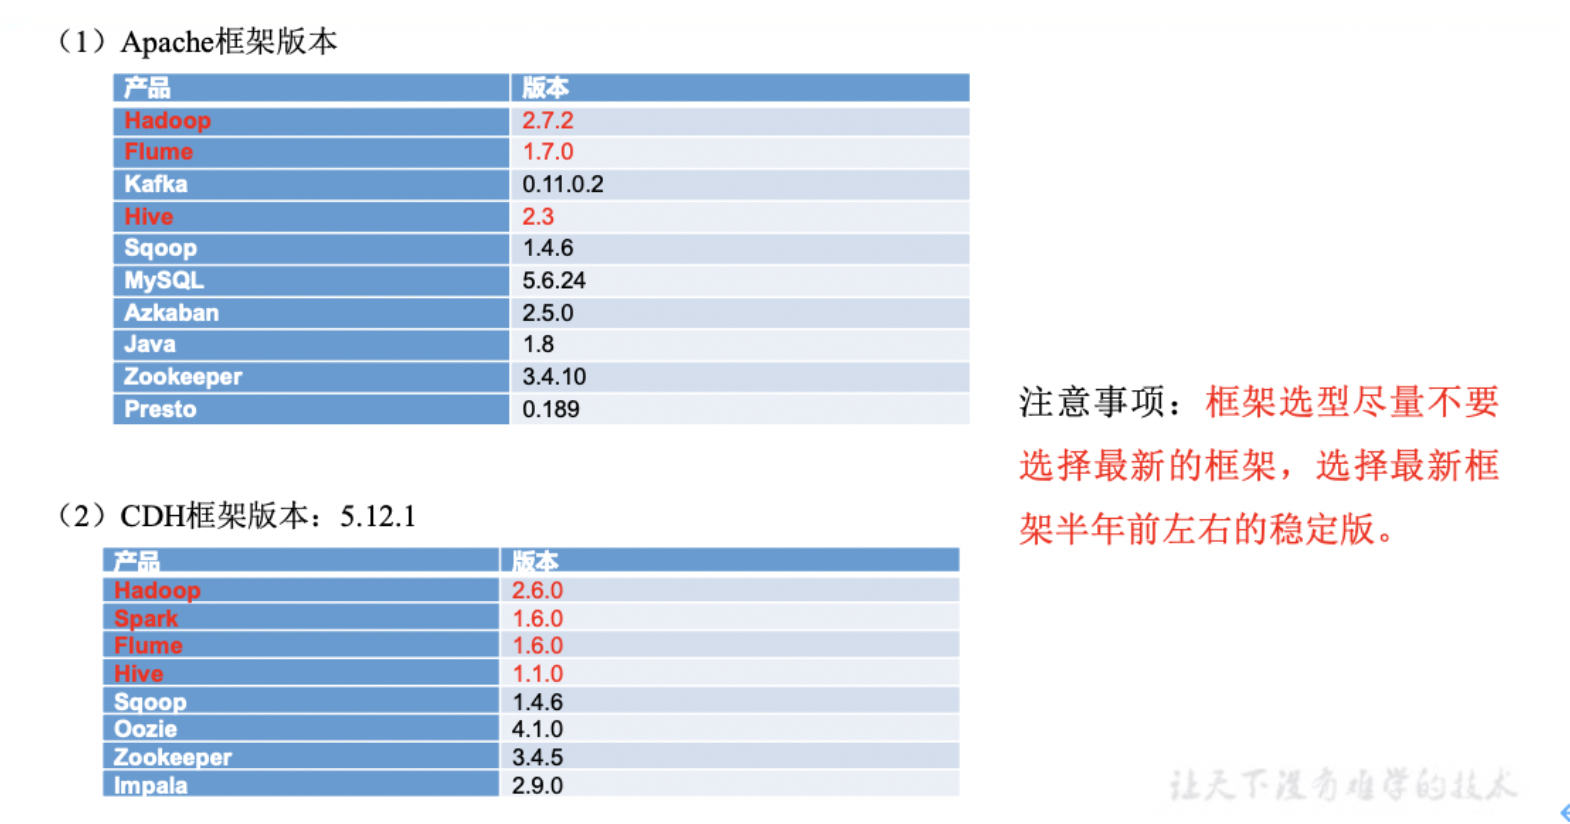 （1）Apache框架版本
产品 版本
Hadoop 2.7.2
Flume 1.7.0
Kafka 0.11.0.2
Hive 2.3
Sqoop 1.4.6
MySQL 5.6.24
Azkaban 2.5.0
Java 1.8
Zookeeper 3.4.10
Presto 0.189
（2）CDH框架版本：5.12.1
产品 版本
Hadoop 2.6.0
Spark 1.6.0
Flume 1.6.0
Hive 1.1.0
Sqoop 1.4.6
Oozie 4.1.0
Zookeeper 3.4.5
Impala 2.9.0
注意事项：框架选型尽量不要
选择最新的框架，选择最新框
架半年前左右的稳定版。
让天下没有难学的技术